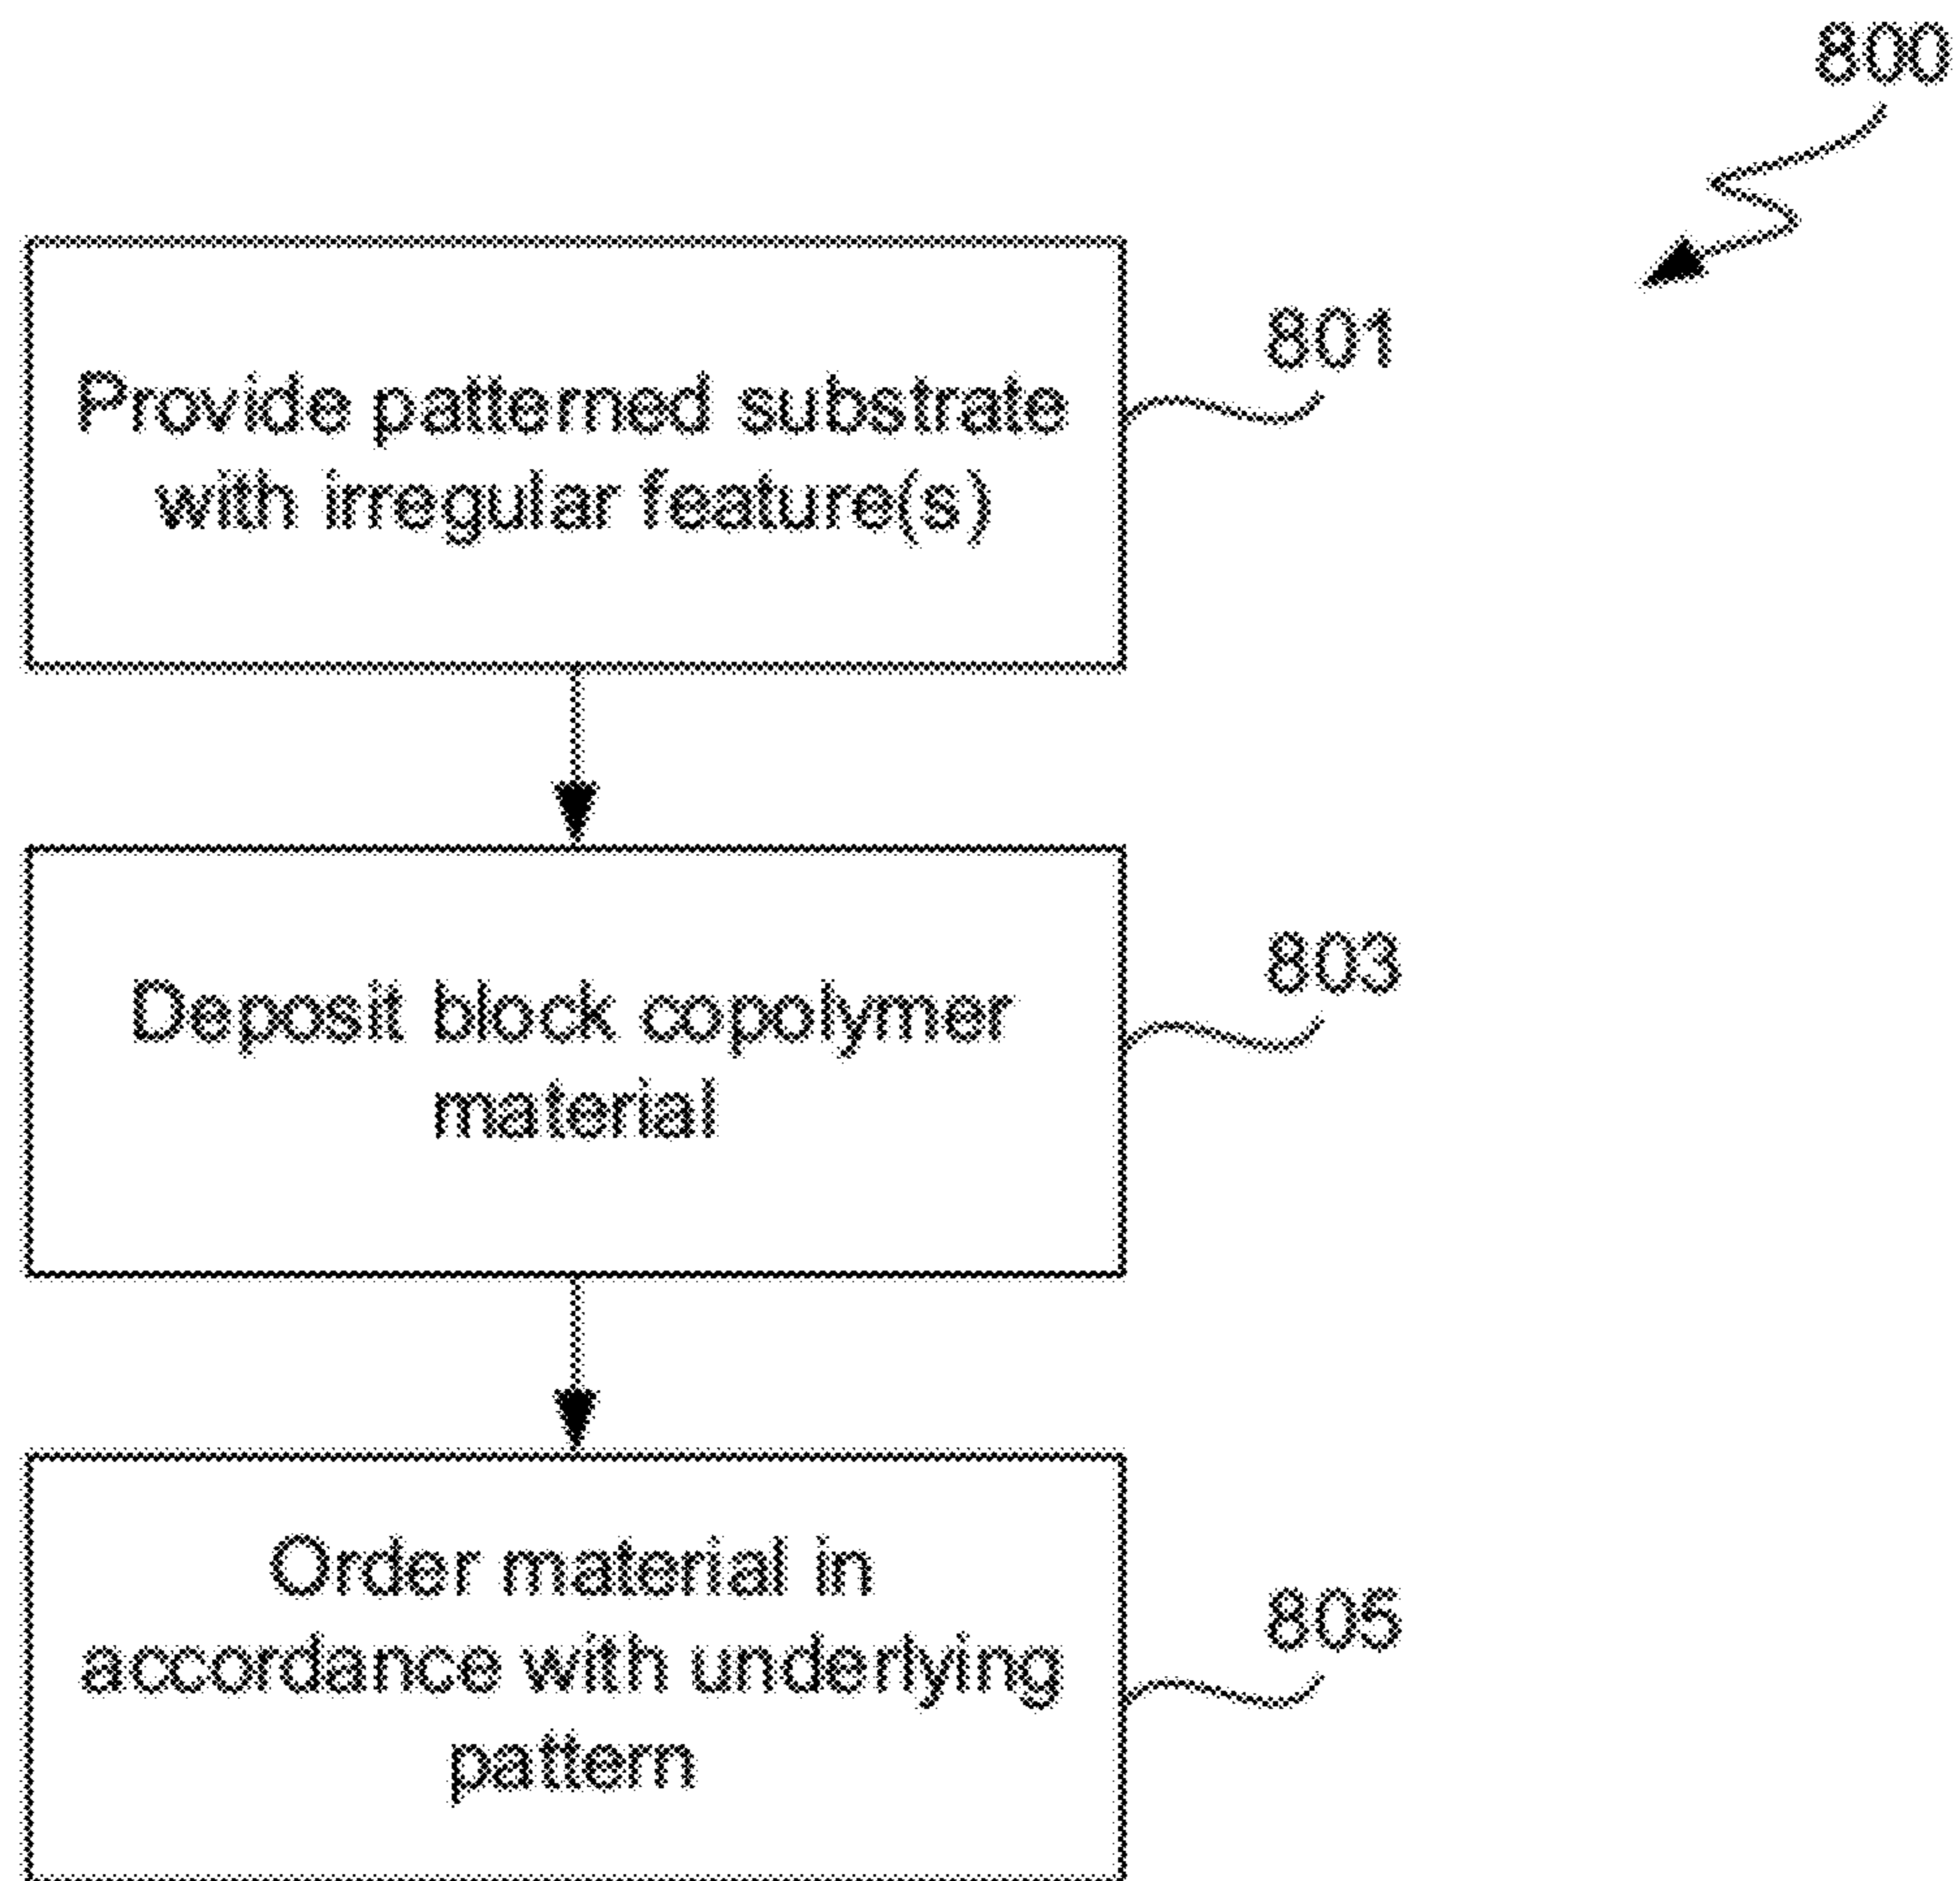 800
801
Provide patterned substrate
with irregular feature(s)
803
Deposit block copolymer
material
805
Order material in
accordance with underlying
pattern